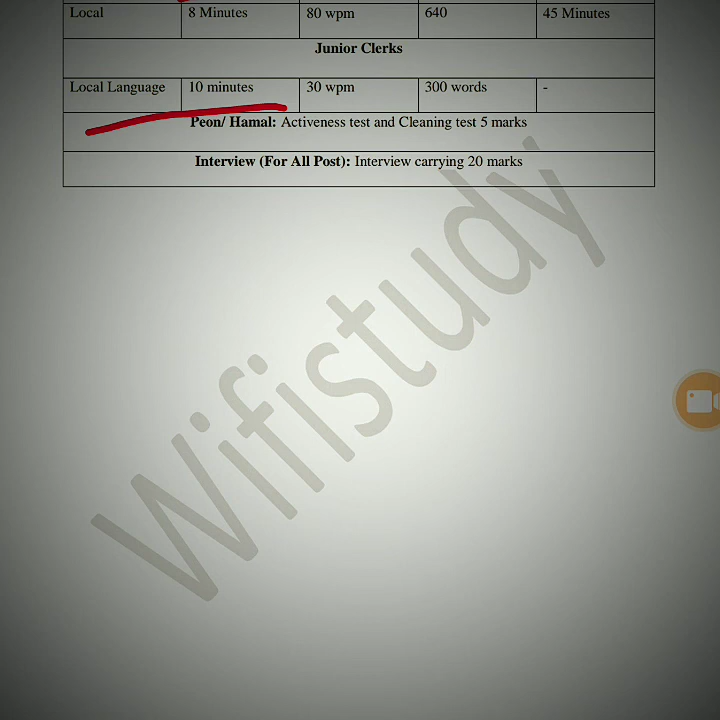 Local 8 Minutes 80 wpm 640 45 Minutes
Junior Clerks
Local Language 10 minutes 30 wpm 300 words -
Peon/ Hamal: Activeness test and Cleaning test 5 marks
Interview (For All Post): Interview carrying 20 marks
Wifistudy